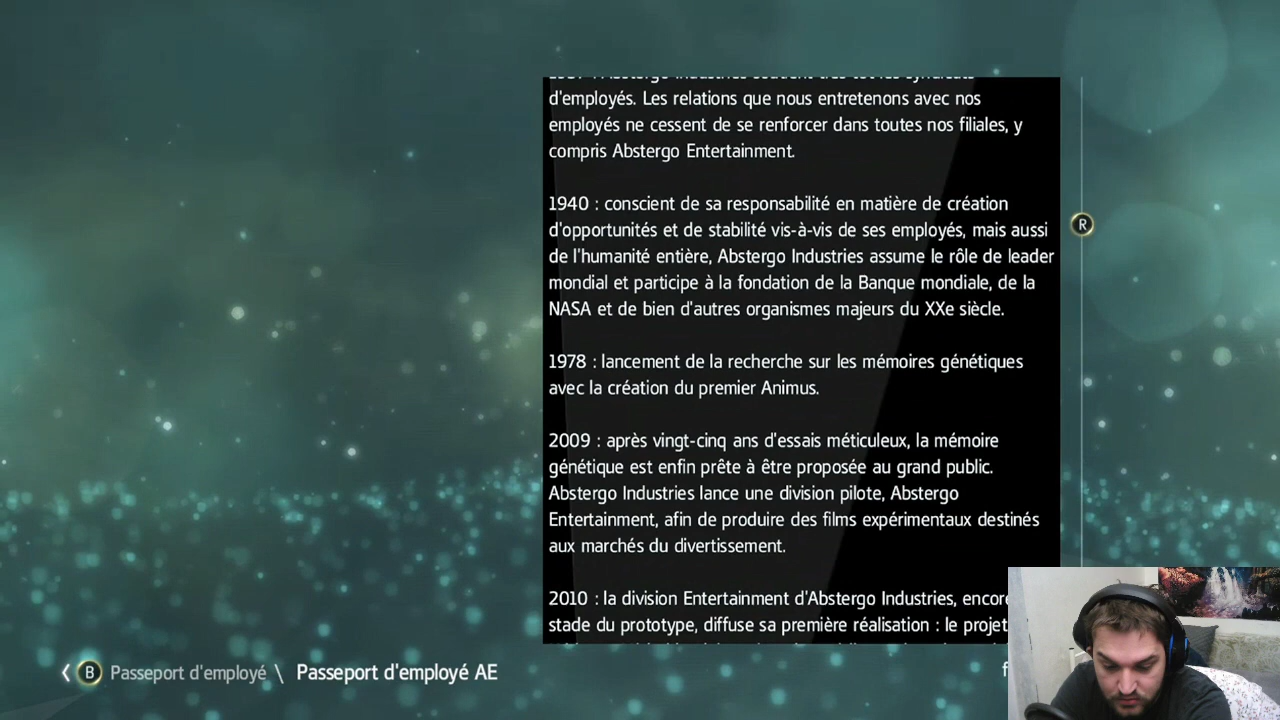 d'employés. Les relations que nous entretenons avec nos
employés ne cessent de se renforcer dans toutes nos filiales, y
compris Abstergo Entertainment.
1940 : conscient de sa responsabilité en matière de création
d'opportunités et de stabilité vis-à-vis de ses employés, mais aussi
de l'humanité entière, Abstergo Industries assume le rôle de leader
mondial et participe à la fondation de la Banque mondiale, de la
NASA et de bien d'autres organismes majeurs du XXe siècle.
1978 : lancement de la recherche sur les mémoires génétiques
avec la création du premier Animus.
2009 : après vingt-cinq ans d'essais méticuleux, la mémoire
génétique est enfin prête à être proposée au grand public.
Abstergo Industries lance une division pilote, Abstergo
Entertainment, afin de produire des films expérimentaux destinés
aux marchés du divertissement.
2010 : la division Entertainment d'Abstergo Industries, encore
stade du prototype, diffuse sa première réalisation : le projet
R
B Passeport d'employé \ Passeport d'employé AE